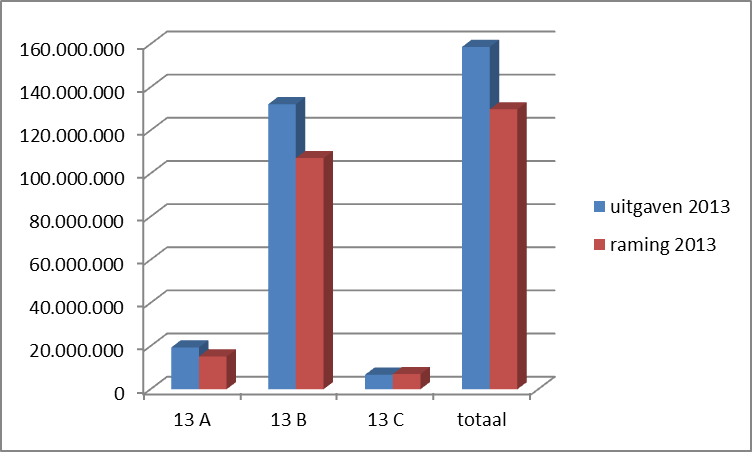 160.000.000
140.000.000
120.000.000
100.000.000
80.000.000
60.000.000
40.000.000
20.000.000
0
13 A
13 B
13 C
totaal
uitgaven 2013
raming 2013